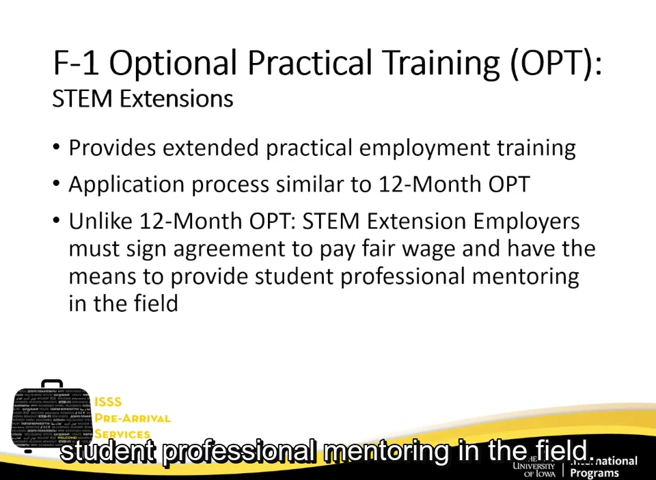 F-1 Optional Practical Training (OPT):
STEM Extensions
• Provides extended practical employment training
• Application process similar to 12-Month OPT
• Unlike 12-Month OPT: STEM Extension Employers
must sign agreement to pay fair wage and have the
means to provide student professional mentoring
in the field
ISSS
Pre-Arrival
Services
student professional mentoring in the field.
The University of Iowa
International
Programs